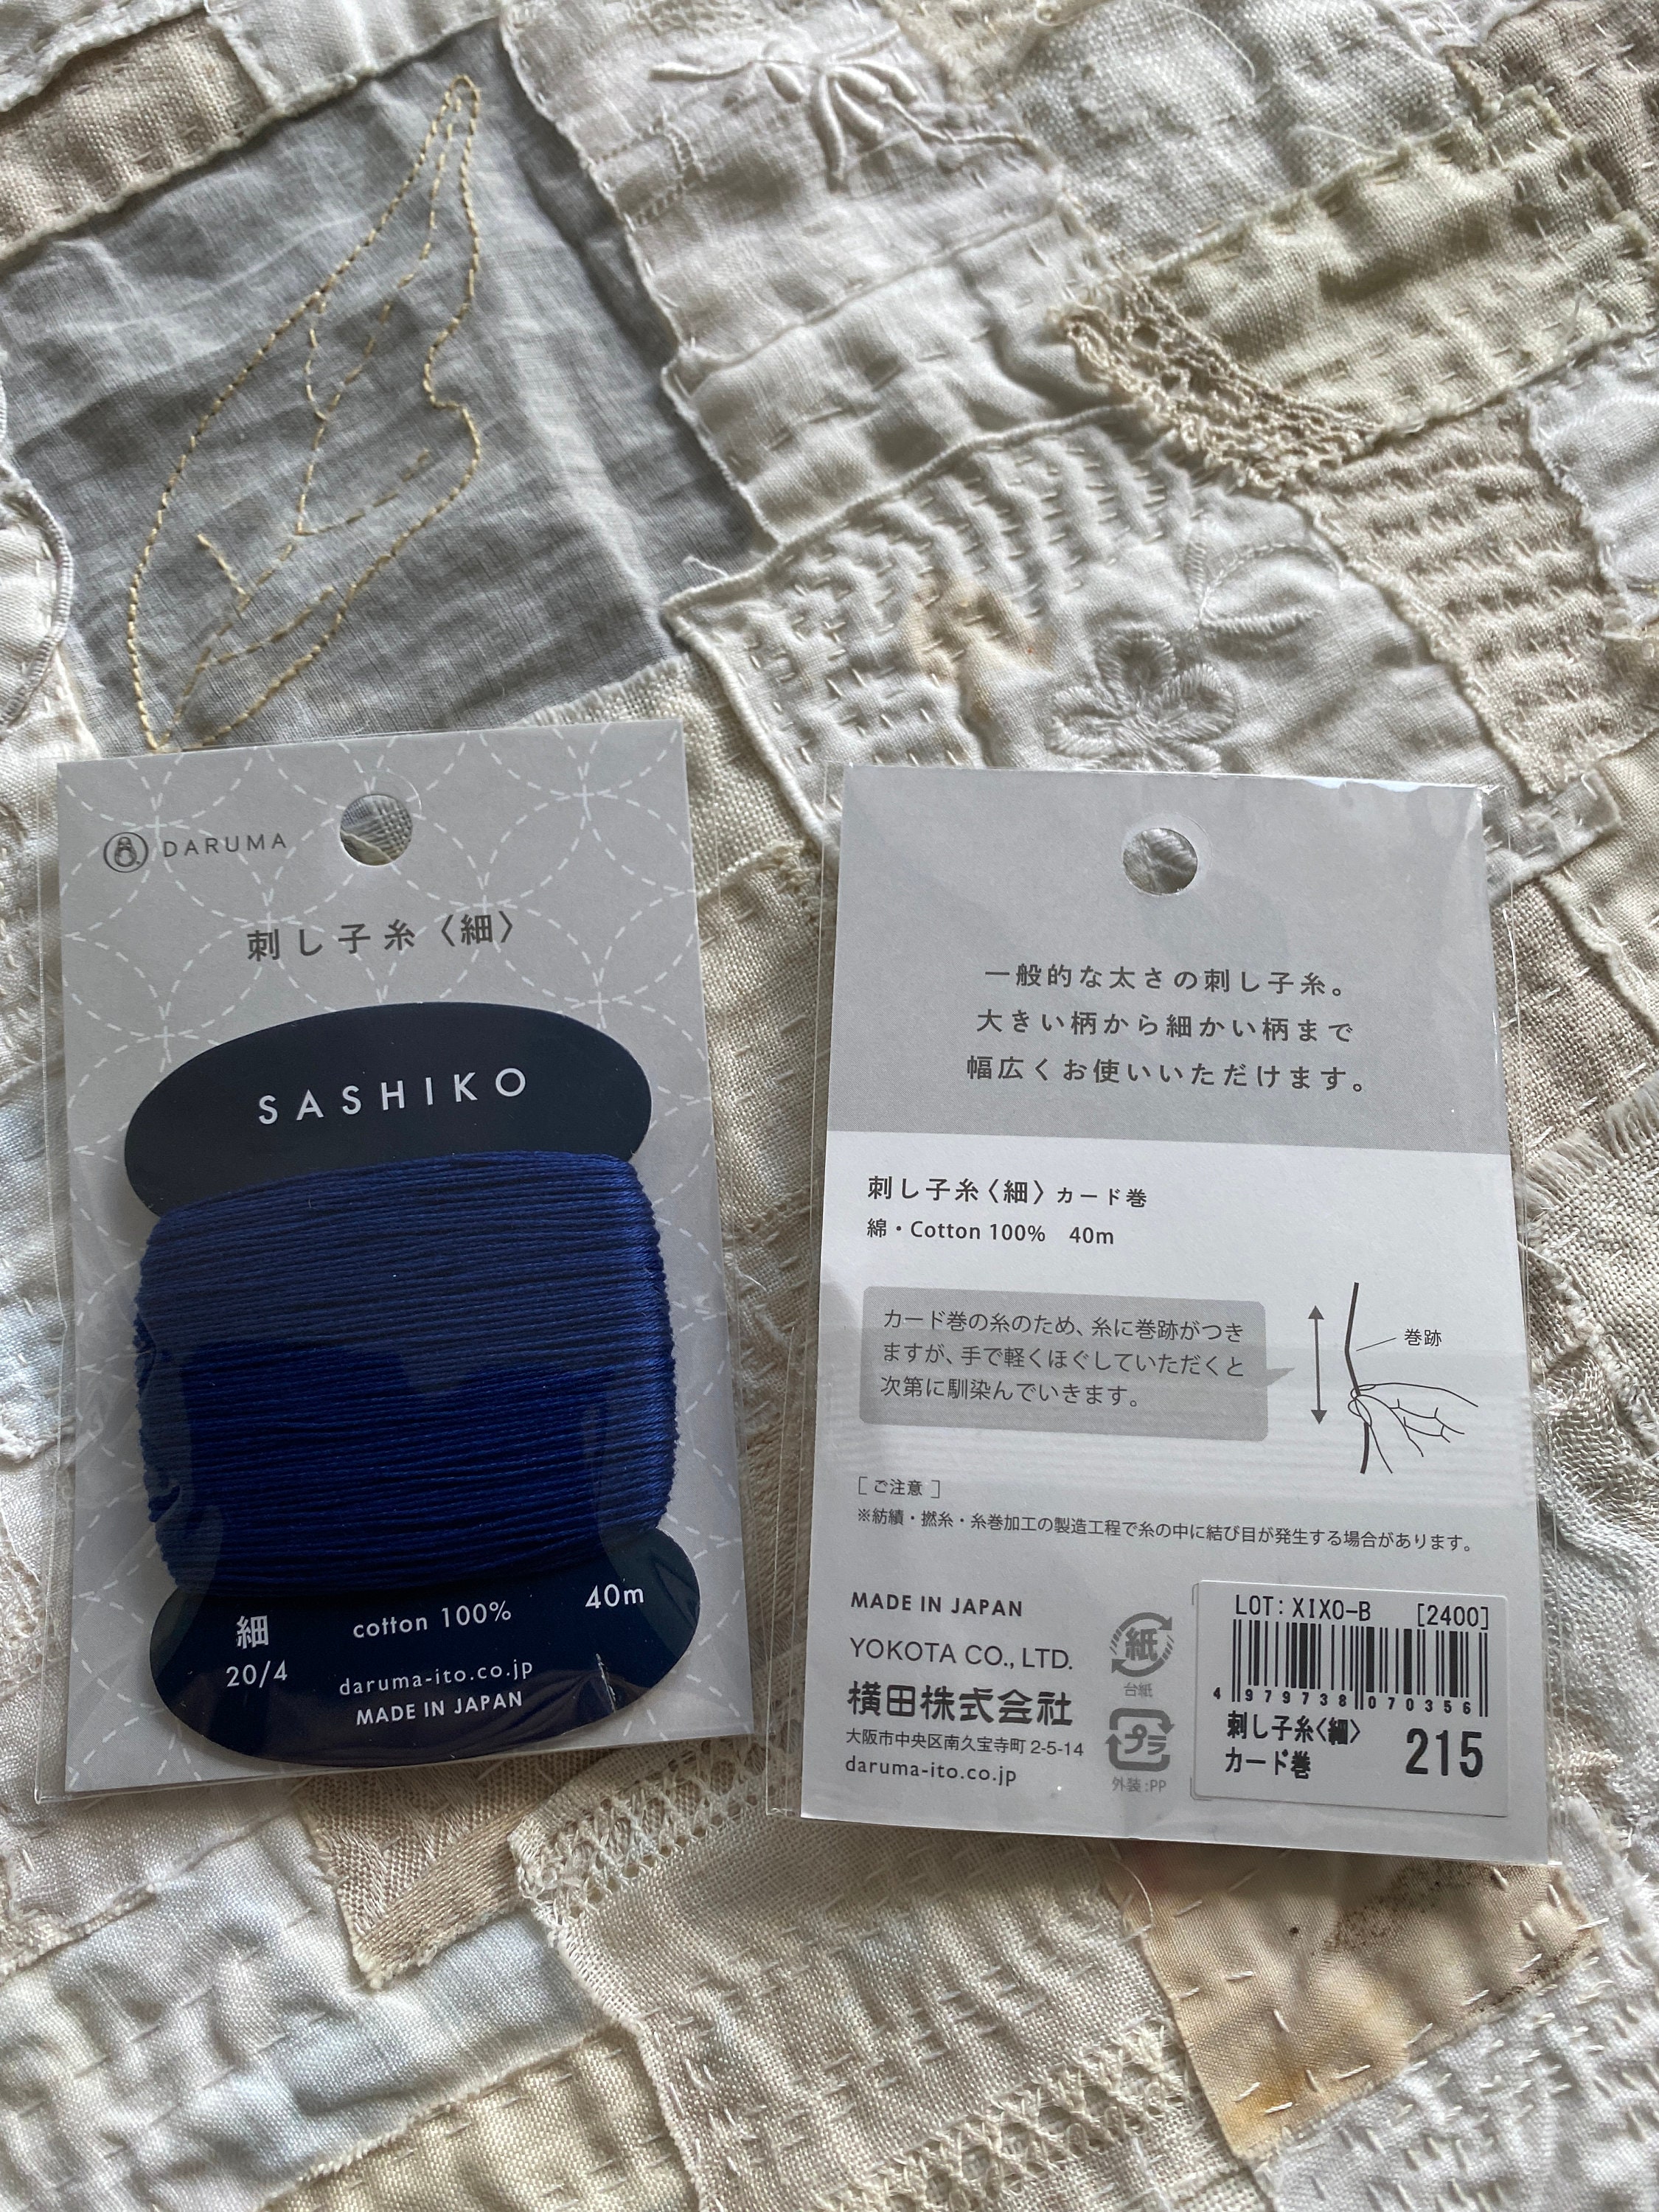 DARUMA
刺し子糸〈細〉
SASHIKO
細
20/4
cotton 100%
40m
daruma-ito.co.jp
MADE IN JAPAN
一般的な太さの刺し子糸。
大きい柄から細かい柄まで
幅広くお使いいただけます。
刺し子糸〈細〉カード巻
綿・Cotton 100% 40m
カード巻の糸のため、糸に巻跡がつき
ますが、手で軽くほぐしていただくと
次第に馴染んでいきます。
巻跡
[ご注意]
※紡績・撚糸・糸巻加工の製造工程で糸の中に結び目が発生する場合があります。
MADE IN JAPAN
YOKOTA CO., LTD.
横田株式会社
大阪市中央区南久宝寺町 2-5-14
daruma-ito.co.jp
紙
台紙
プラ
外装:PP
LOT: XIXO-B [2400]
4 979738 070356
刺し子糸〈細〉
カード巻
215